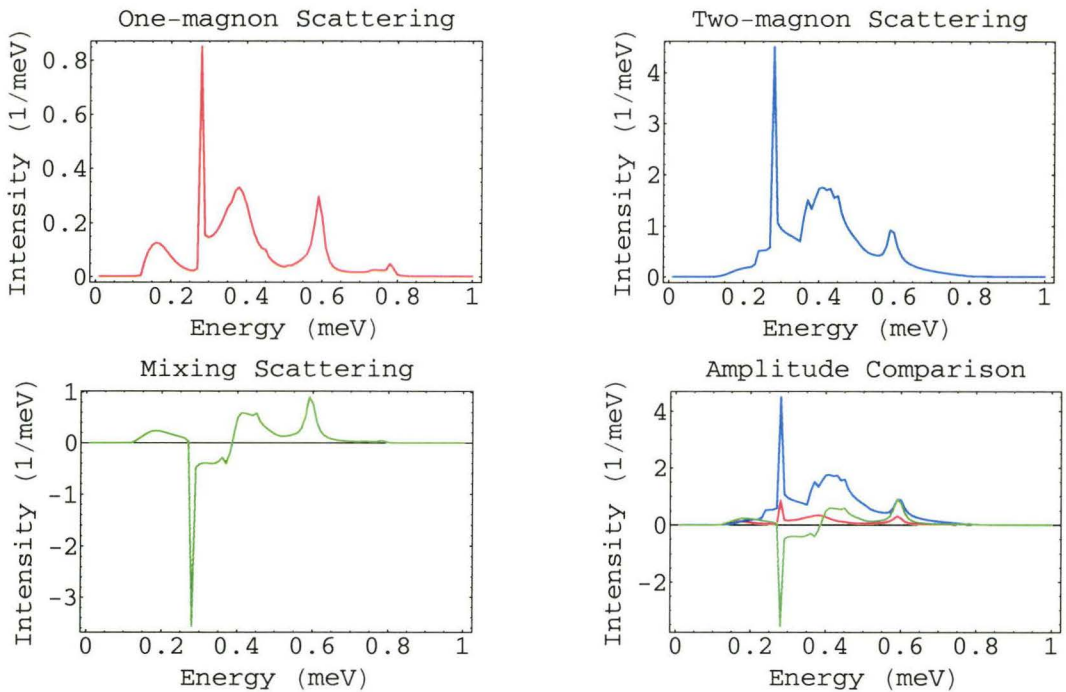 One-magnon Scattering
Intensity (1/meV)
0.8
0.6
0.4
0.2
0
0 0.2 0.4 0.6 0.8 1
Energy (meV)
Two-magnon Scattering
Intensity (1/meV)
4
3
2
1
0
0 0.2 0.4 0.6 0.8 1
Energy (meV)
Mixing Scattering
Intensity (1/meV)
1
0
-1
-2
-3
0 0.2 0.4 0.6 0.8 1
Energy (meV)
Amplitude Comparison
Intensity (1/meV)
4
2
0
-2
0 0.2 0.4 0.6 0.8 1
Energy (meV)